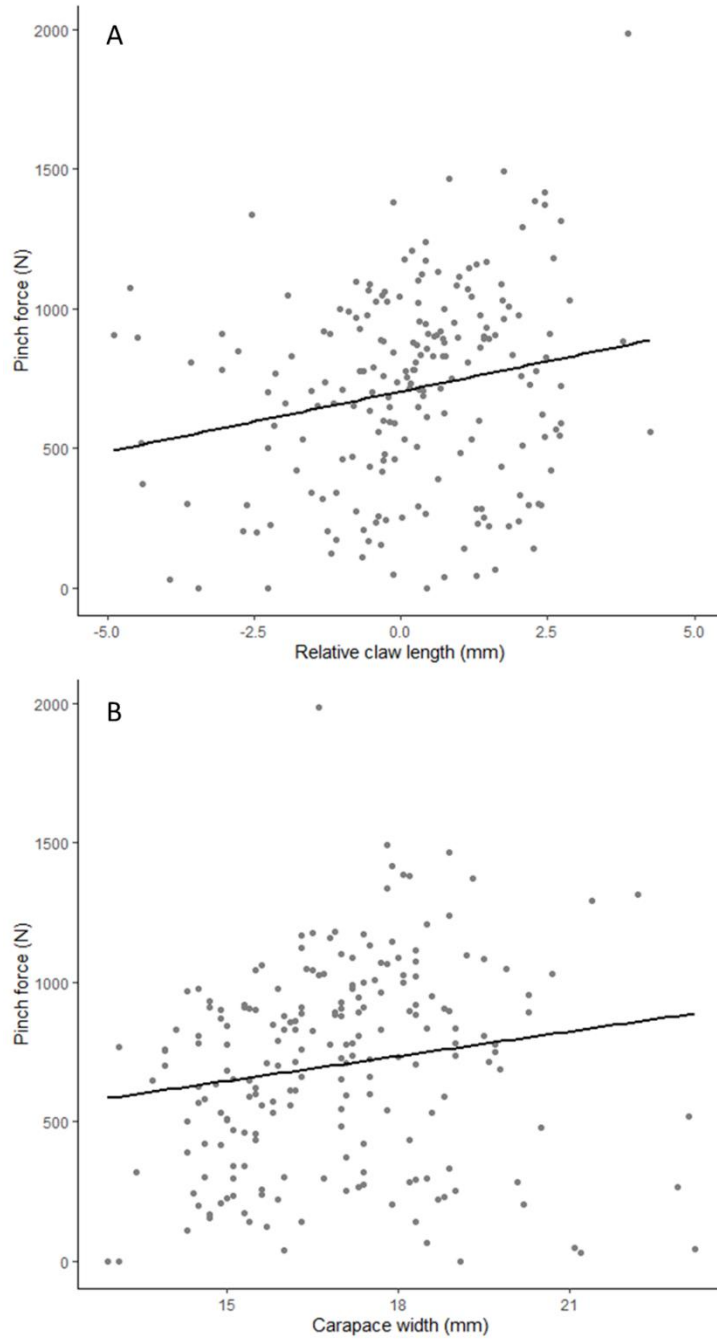 A
2000
1500
1000
500
0
Pinch force (N)
-5.0 -2.5 0.0 2.5 5.0
Relative claw length (mm)
B
2000
1500
1000
500
0
Pinch force (N)
15 18 21
Carapace width (mm)